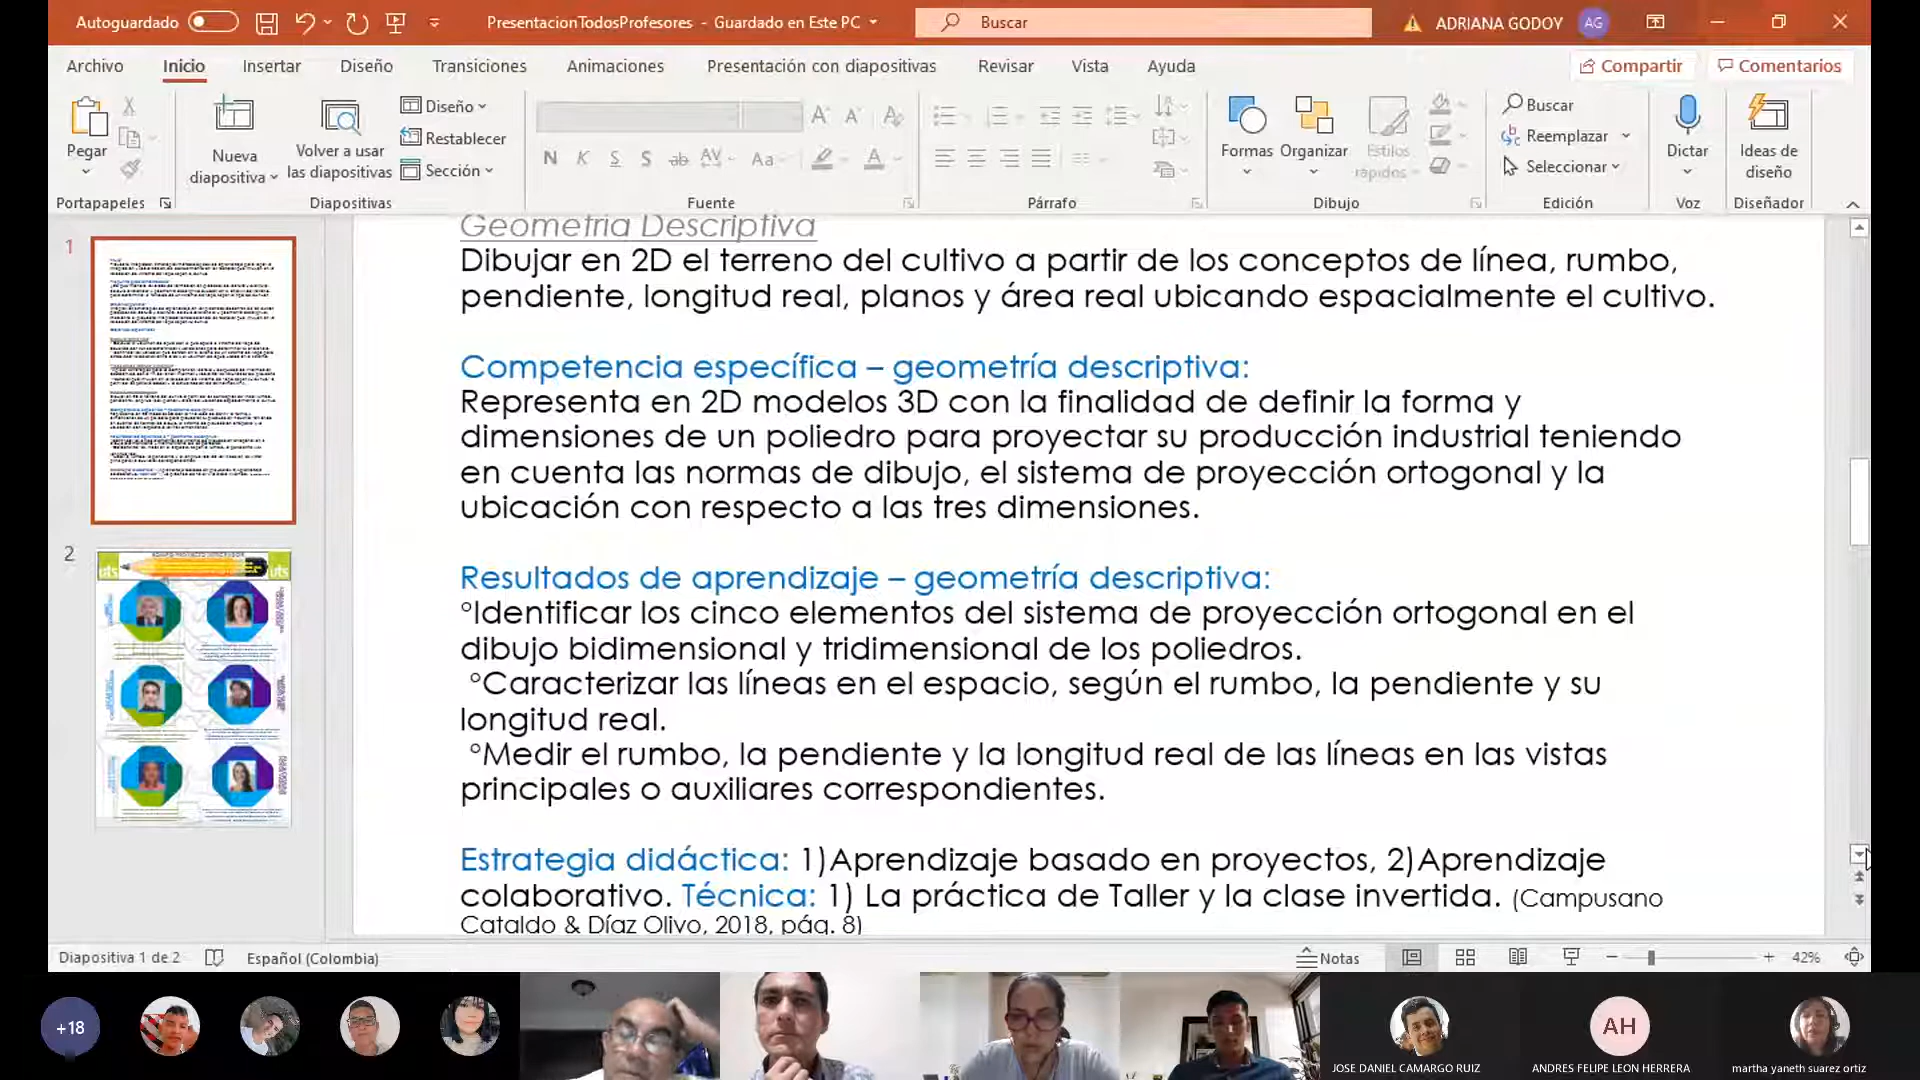 Autoguardado
PresentacionTodosProfesores - Guardado en Este PC
Buscar
ADRIANA GODOY
AG
Archivo Inicio Insertar Diseño Transiciones Animaciones Presentación con diapositivas Revisar Vista Ayuda
Compartir
Comentarios
Pegar
Nueva diapositiva
Volver a usar las diapositivas
Diseño
Restablecer
Sección
N K S S ab AV Aa A
Formas
Organizar
Estilos rápidos
Buscar
Reemplazar
Seleccionar
Dictar
Ideas de diseño
Portapapeles
Diapositivas
Fuente
Párrafo
Dibujo
Edición
Voz
Diseñador
1
2
uts
uts
Geometría Descriptiva
Dibujar en 2D el terreno del cultivo a partir de los conceptos de línea, rumbo,
pendiente, longitud real, planos y área real ubicando espacialmente el cultivo.
Competencia específica – geometría descriptiva:
Representa en 2D modelos 3D con la finalidad de definir la forma y
dimensiones de un poliedro para proyectar su producción industrial teniendo
en cuenta las normas de dibujo, el sistema de proyección ortogonal y la
ubicación con respecto a las tres dimensiones.
Resultados de aprendizaje – geometría descriptiva:
°Identificar los cinco elementos del sistema de proyección ortogonal en el
dibujo bidimensional y tridimensional de los poliedros.
°Caracterizar las líneas en el espacio, según el rumbo, la pendiente y su
longitud real.
°Medir el rumbo, la pendiente y la longitud real de las líneas en las vistas
principales o auxiliares correspondientes.
Estrategia didáctica: 1)Aprendizaje basado en proyectos, 2)Aprendizaje
colaborativo. Técnica: 1) La práctica de Taller y la clase invertida. (Campusano
Cataldo & Díaz Olivo, 2018, pág. 8)
Diapositiva 1 de 2
Español (Colombia)
Notas
42%
+18
AH
JOSE DANIEL CAMARGO RUIZ
ANDRES FELIPE LEON HERRERA
martha yaneth suarez ortiz